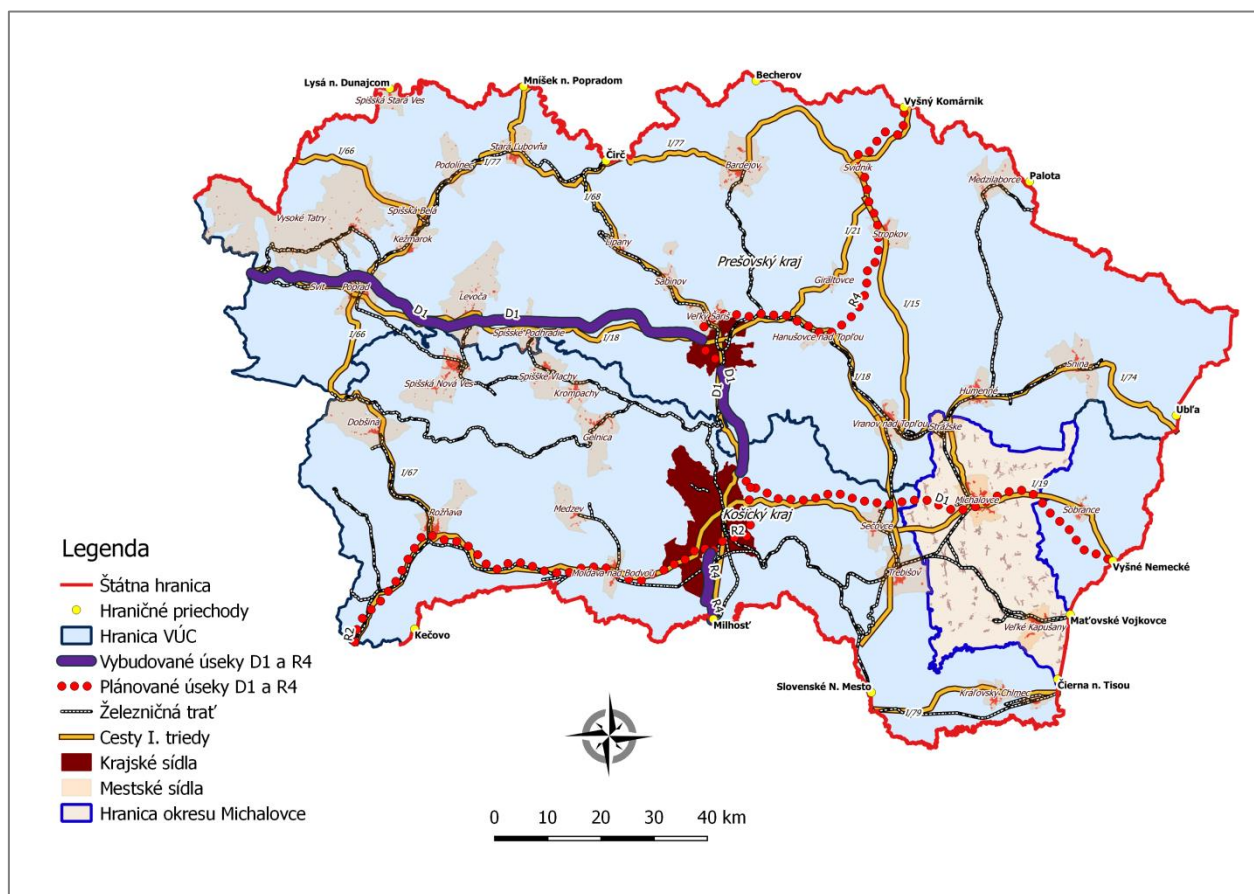 Becherov
Lysá n. Dunajcom
Mníšek n. Popradom
Spišská Stará Ves
Vyšný Komárnik
Stará Ľubovňa
I/66
Podolínec
I/77
Čirč
I/77
Bardejov
Svidník
Palota
Medzilaborce
I/68
Vysoké Tatry
Spišská Belá
Kežmarok
Lipany
Stropkov
I/21
Prešovský kraj
Sabinov
Giraltovce
Svit
Poprad
D1
Levoča
D1
R4
I/15
Veľký Šariš
Spišské Podhradie
I/18
Hanušovce nad Topľou
I/66
I/18
Spišská Nová Ves
Spišské Vlachy
Krompachy
D1
D1
Snina
I/74
Humenné
Ubľa
Dobšiná
Gelnica
Vranov nad Topľou
Strážske
I/67
Rožňava
Medzev
Košický kraj
R2
D1
Michalovce
I/19
Sobrance
Sečovce
Moldava nad Bodvou
R4
R4
Trebišov
Vyšné Nemecké
R2
Kečovo
Milhosť
Veľké Kapušany
Maťovské Vojkovce
Slovenské N. Mesto
Kráľovský Chlmec
Čierna n. Tisou
I/79
Legenda
Štátna hranica
Hraničné priechody
Hranica VÚC
Vybudované úseky D1 a R4
Plánované úseky D1 a R4
Železničná trať
Cesty I. triedy
Krajské sídla
Mestské sídla
Hranica okresu Michalovce
0 10 20 30 40 km